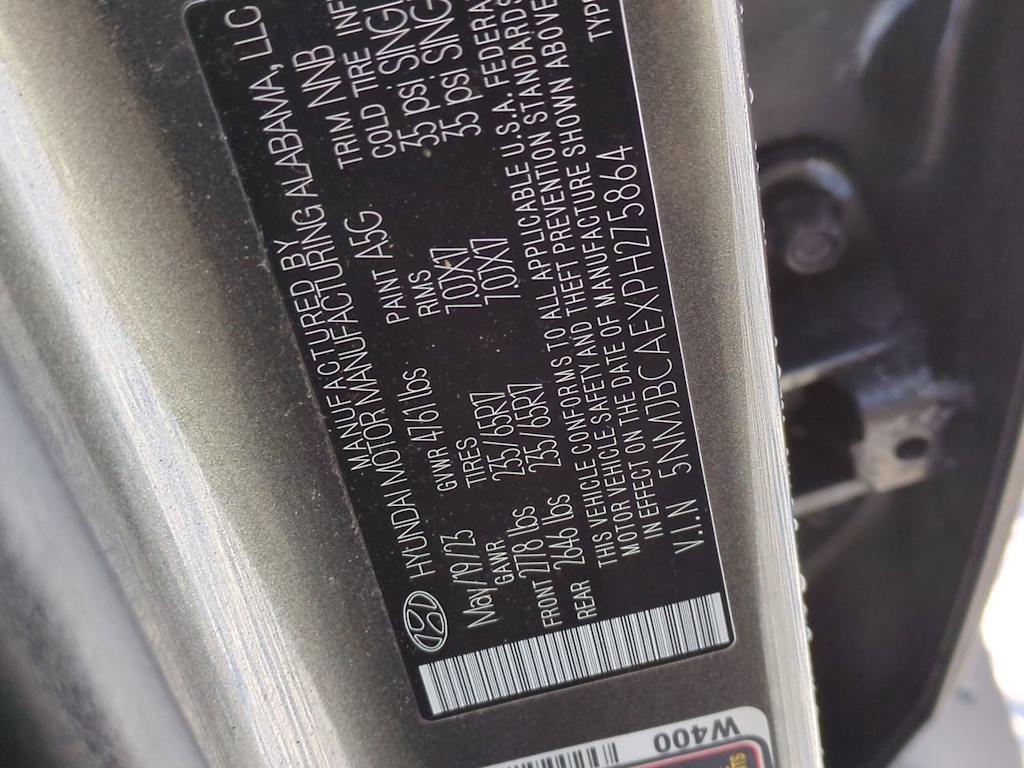 MANUFACTURED BY
HYUNDAI MOTOR MANUFACTURING ALABAMA, LLC
May/19/23 GVWR 4761 lbs PAINT A5G TRIM NNB
GAWR TIRES RIMS COLD TIRE INF
FRONT 2778 lbs 235/65R17 7.0JX17 35 psi SINGL
REAR 2646 lbs 235/65R17 7.0JX17 35 psi SING
THIS VEHICLE CONFORMS TO ALL APPLICABLE U.S.A. FEDERA
MOTOR VEHICLE SAFETY AND THEFT PREVENTION STANDARDS
IN EFFECT ON THE DATE OF MANUFACTURE SHOWN ABOVE
V.I.N 5NMJBCAEXPH275864 TYPE
W400